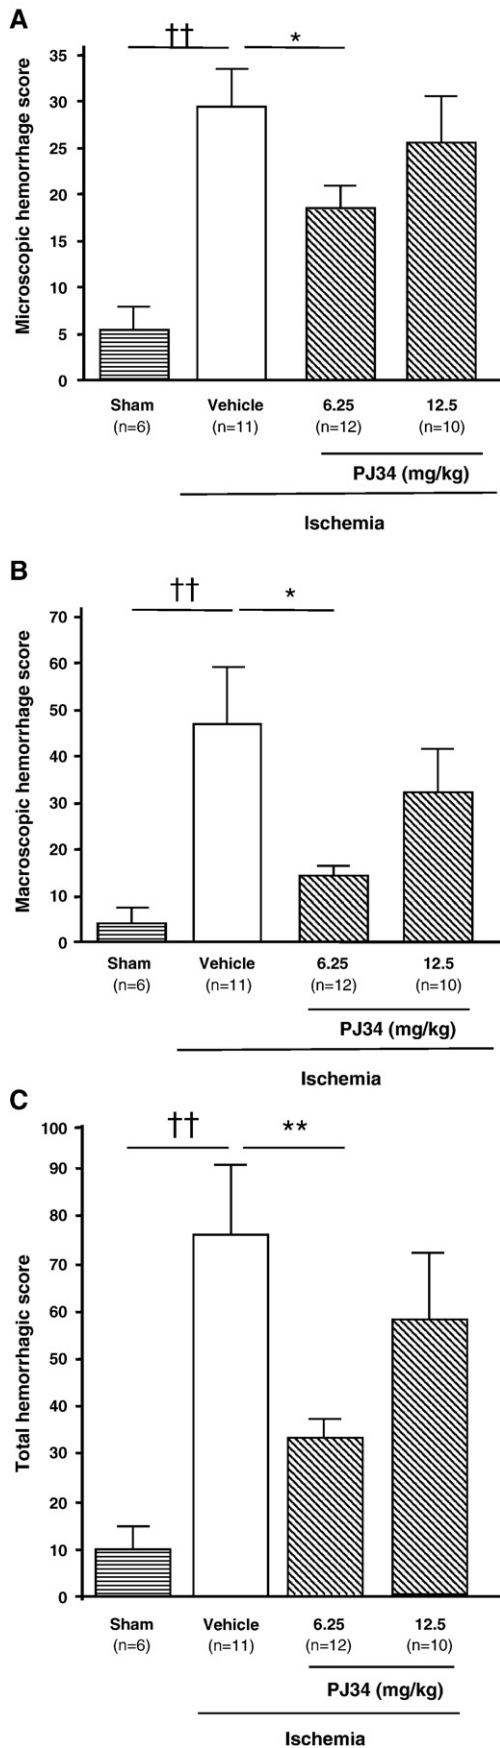 A
†† *
Microscopic hemorrhage score
35
30
25
20
15
10
5
0
Sham Vehicle 6.25 12.5
(n=6) (n=11) (n=12) (n=10)
PJ34 (mg/kg)
Ischemia
B
†† *
Macroscopic hemorrhage score
70
60
50
40
30
20
10
0
Sham Vehicle 6.25 12.5
(n=6) (n=11) (n=12) (n=10)
PJ34 (mg/kg)
Ischemia
C
†† **
Total hemorrhagic score
100
90
80
70
60
50
40
30
20
10
0
Sham Vehicle 6.25 12.5
(n=6) (n=11) (n=12) (n=10)
PJ34 (mg/kg)
Ischemia